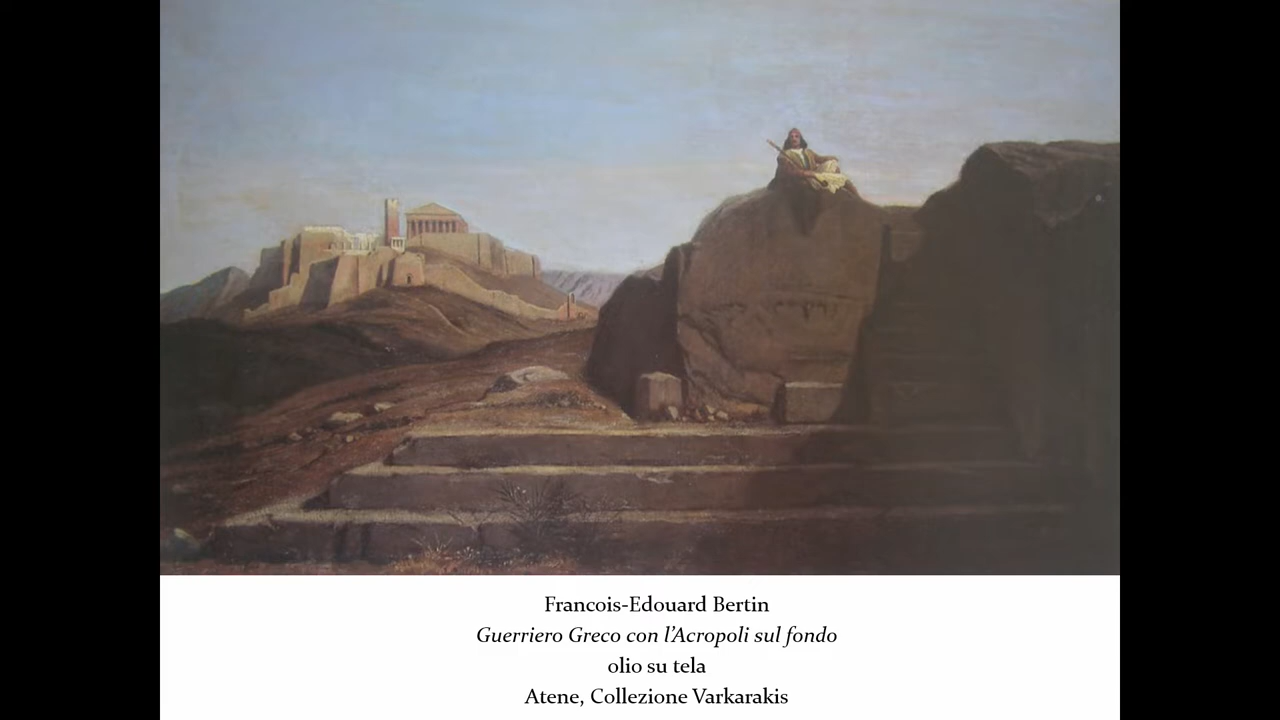 Francois-Edouard Bertin
Guerriero Greco con l'Acropoli sul fondo
olio su tela
Atene, Collezione Varkarakis